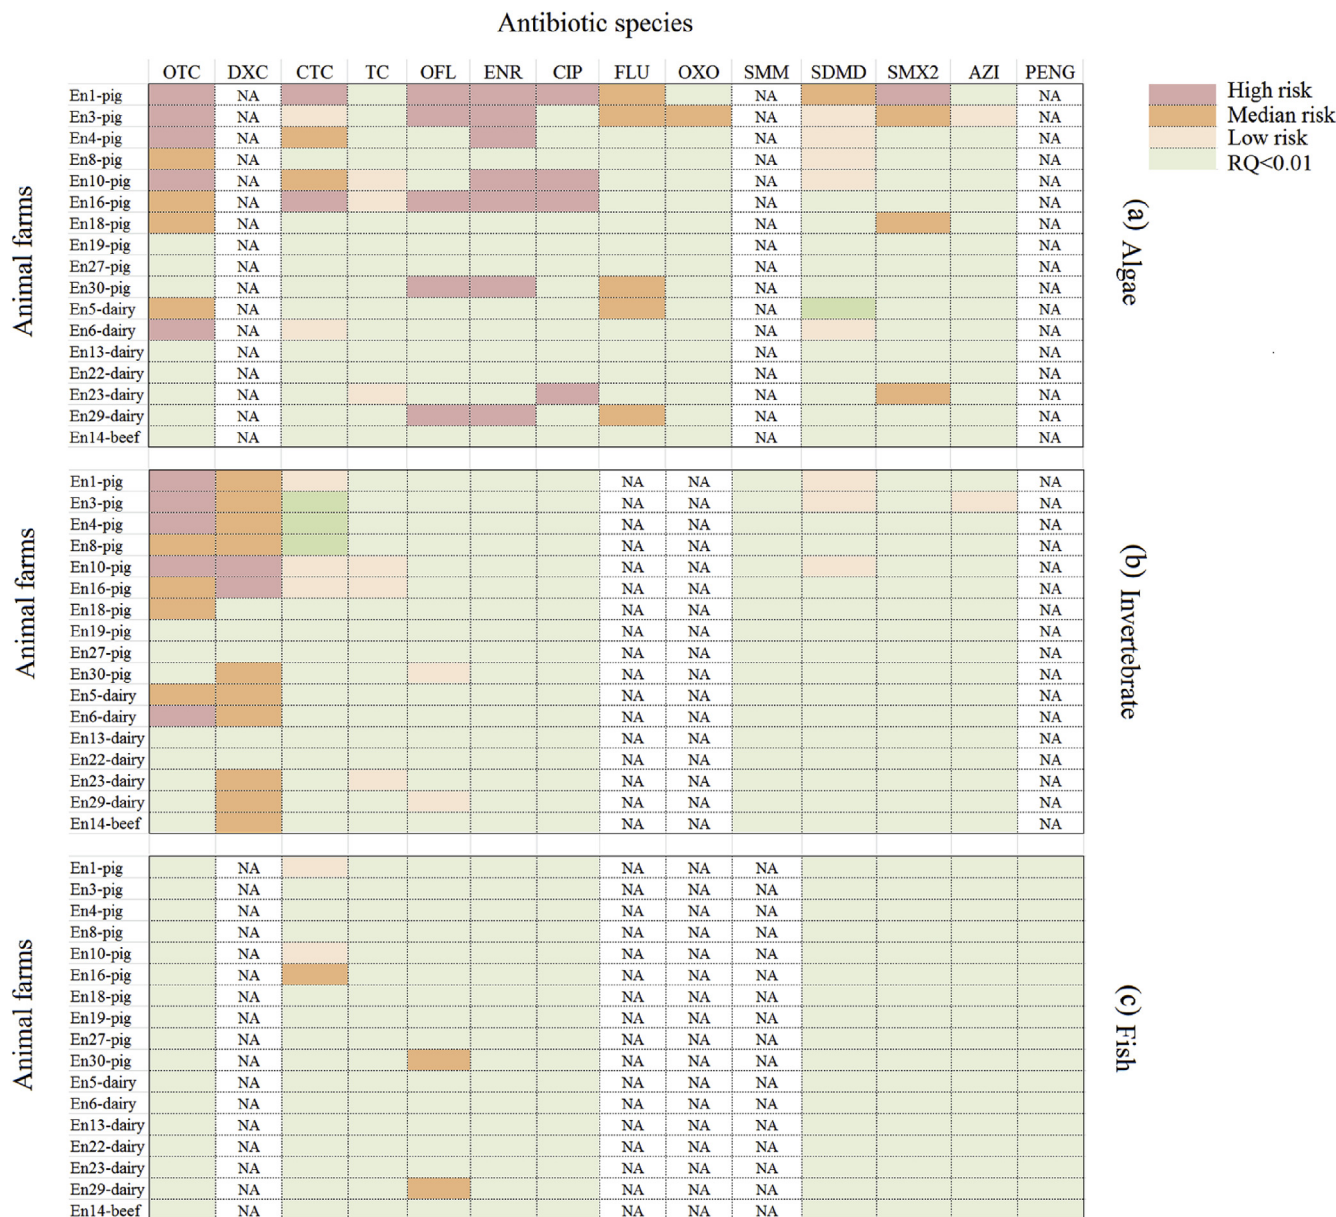 Antibiotic species
OTC DXC CTC TC OFL ENR CIP FLU OXO SMM SDMD SMX2 AZI PENG
High risk
Median risk
Low risk
RQ<0.01
Animal farms
(a) Algae
En1-pig NA NA NA
En3-pig NA NA NA
En4-pig NA NA NA
En8-pig NA NA NA
En10-pig NA NA NA
En16-pig NA NA NA
En18-pig NA NA NA
En19-pig NA NA NA
En27-pig NA NA NA
En30-pig NA NA NA
En5-dairy NA NA NA
En6-dairy NA NA NA
En13-dairy NA NA NA
En22-dairy NA NA NA
En23-dairy NA NA NA
En29-dairy NA NA NA
En14-beef NA NA NA
Animal farms
(b) Invertebrate
En1-pig NA NA NA
En3-pig NA NA NA
En4-pig NA NA NA
En8-pig NA NA NA
En10-pig NA NA NA
En16-pig NA NA NA
En18-pig NA NA NA
En19-pig NA NA NA
En27-pig NA NA NA
En30-pig NA NA NA
En5-dairy NA NA NA
En6-dairy NA NA NA
En13-dairy NA NA NA
En22-dairy NA NA NA
En23-dairy NA NA NA
En29-dairy NA NA NA
En14-beef NA NA NA
Animal farms
(c) Fish
En1-pig NA NA NA NA
En3-pig NA NA NA NA
En4-pig NA NA NA NA
En8-pig NA NA NA NA
En10-pig NA NA NA NA
En16-pig NA NA NA NA
En18-pig NA NA NA NA
En19-pig NA NA NA NA
En27-pig NA NA NA NA
En30-pig NA NA NA NA
En5-dairy NA NA NA NA
En6-dairy NA NA NA NA
En13-dairy NA NA NA NA
En22-dairy NA NA NA NA
En23-dairy NA NA NA NA
En29-dairy NA NA NA NA
En14-beef NA NA NA NA